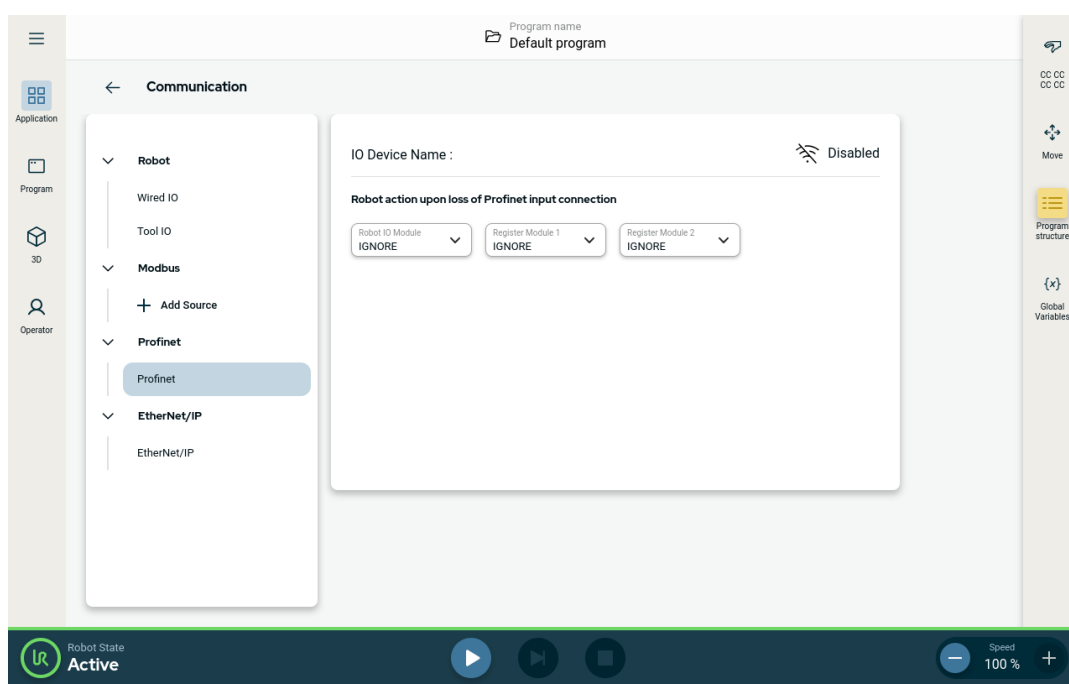 Program name
Default program
Application
Program
3D
Operator
Communication
Robot
Wired IO
Tool IO
Modbus
Add Source
Profinet
Profinet
EtherNet/IP
EtherNet/IP
IO Device Name :
Disabled
Robot action upon loss of Profinet input connection
Robot IO Module
IGNORE
Register Module 1
IGNORE
Register Module 2
IGNORE
CC CC
CC CC
Move
Program
structure
{x}
Global
Variables
UR
Robot State
Active
Speed
100 %